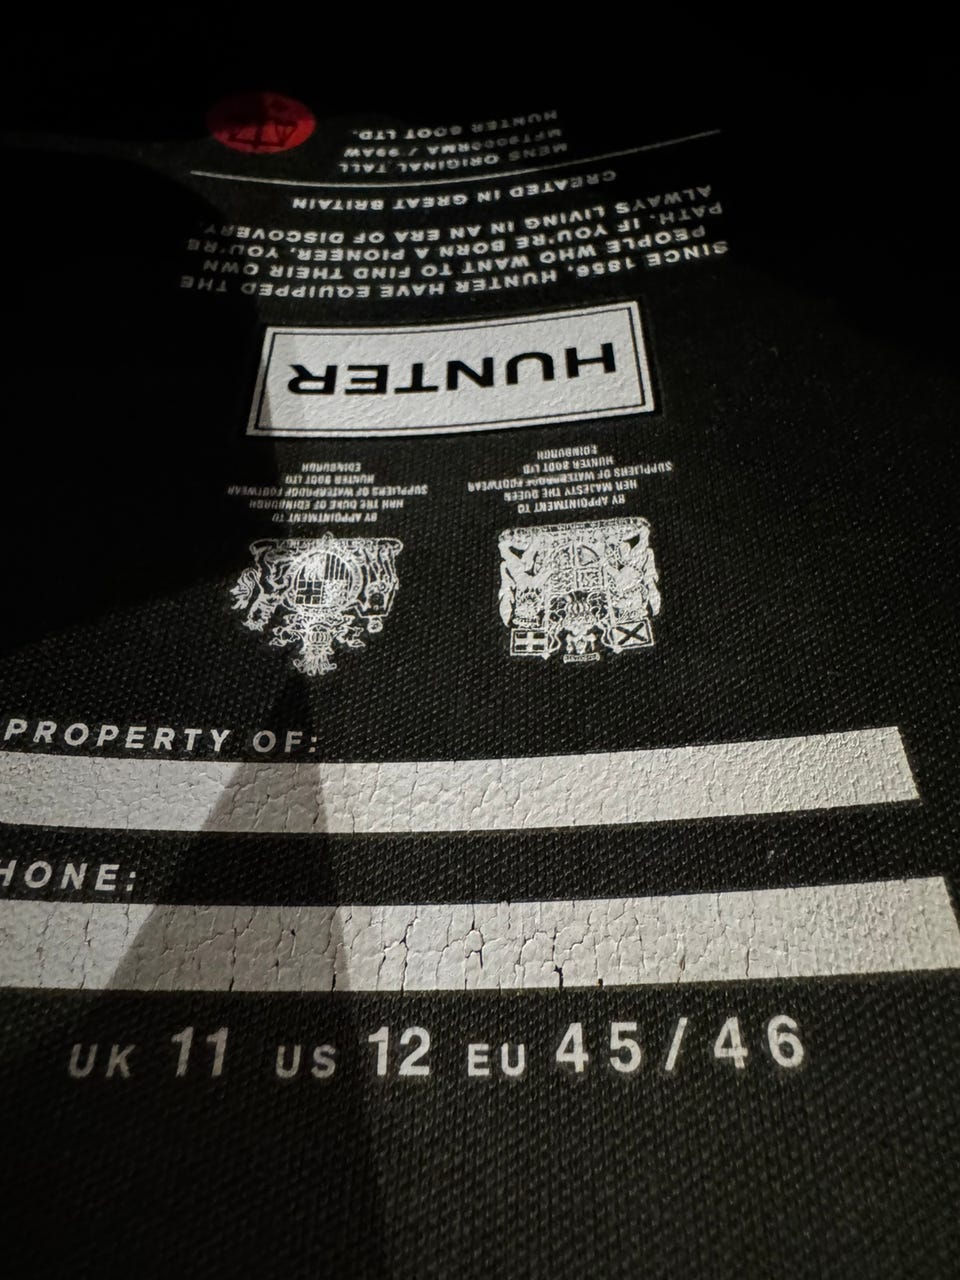 HUNTER BOOT LTD.
MFT9000RMA / 99AW
MENS ORIGINAL TALL
CREATED IN GREAT BRITAIN
SINCE 1856, HUNTER HAVE EQUIPPED THE
PEOPLE WHO WANT TO FIND THEIR OWN
PATH. IF YOU'RE BORN A PIONEER, YOU'RE
ALWAYS LIVING IN AN ERA OF DISCOVERY.
HUNTER
BY APPOINTMENT TO
HER MAJESTY THE QUEEN
SUPPLIERS OF WATERPROOF FOOTWEAR
HUNTER BOOT LTD
EDINBURGH
BY APPOINTMENT TO
HRH THE DUKE OF EDINBURGH
SUPPLIERS OF WATERPROOF FOOTWEAR
HUNTER BOOT LTD
EDINBURGH
PROPERTY OF:
HONE:
UK 11 US 12 EU 45/46